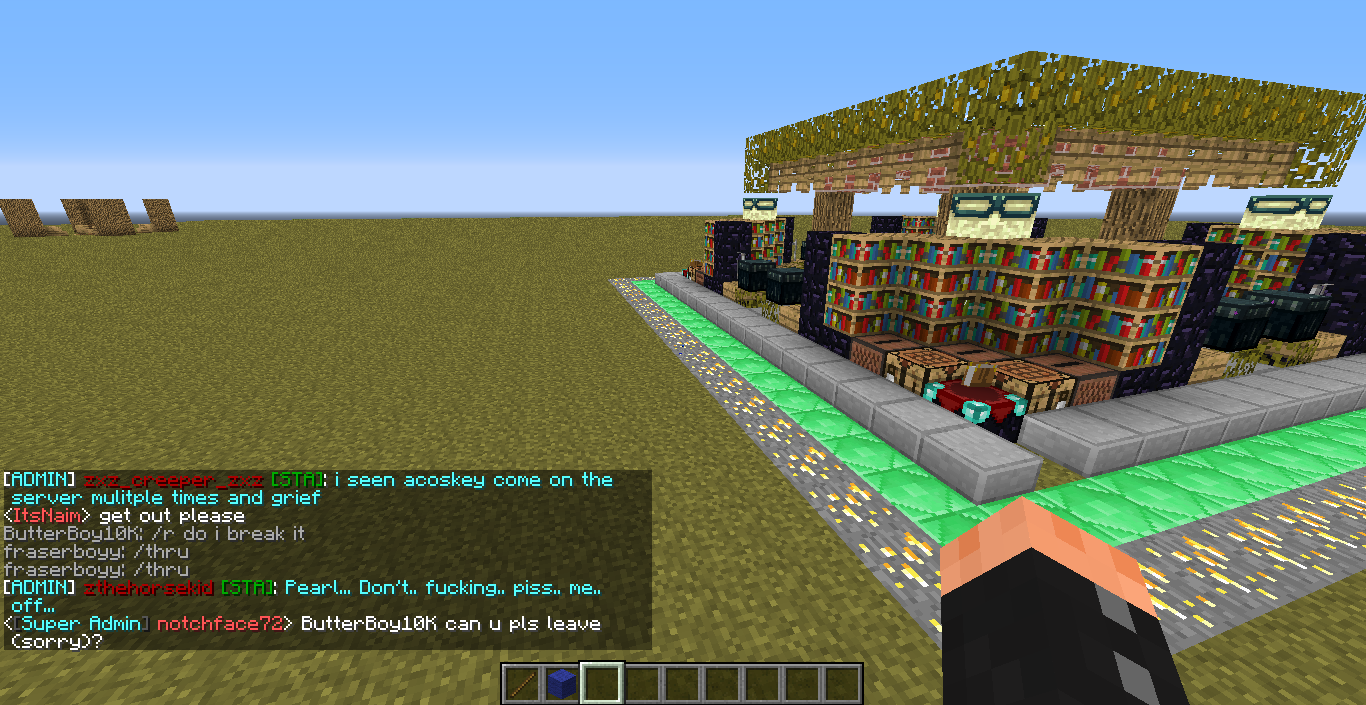 [ADMIN] zxz_creeper_zxz [STA]: i seen acoskey come on the
server mulitple times and grief
<ItsNaim> get out please
ButterBoy10K: /r do i break it
fraserboyy: /thru
fraserboyy: /thru
[ADMIN] zthehorsekid [STA]: Pearl... Don't.. fucking.. piss.. me..
off...
<[Super Admin] notchface72> ButterBoy10K can u pls leave
(sorry)?